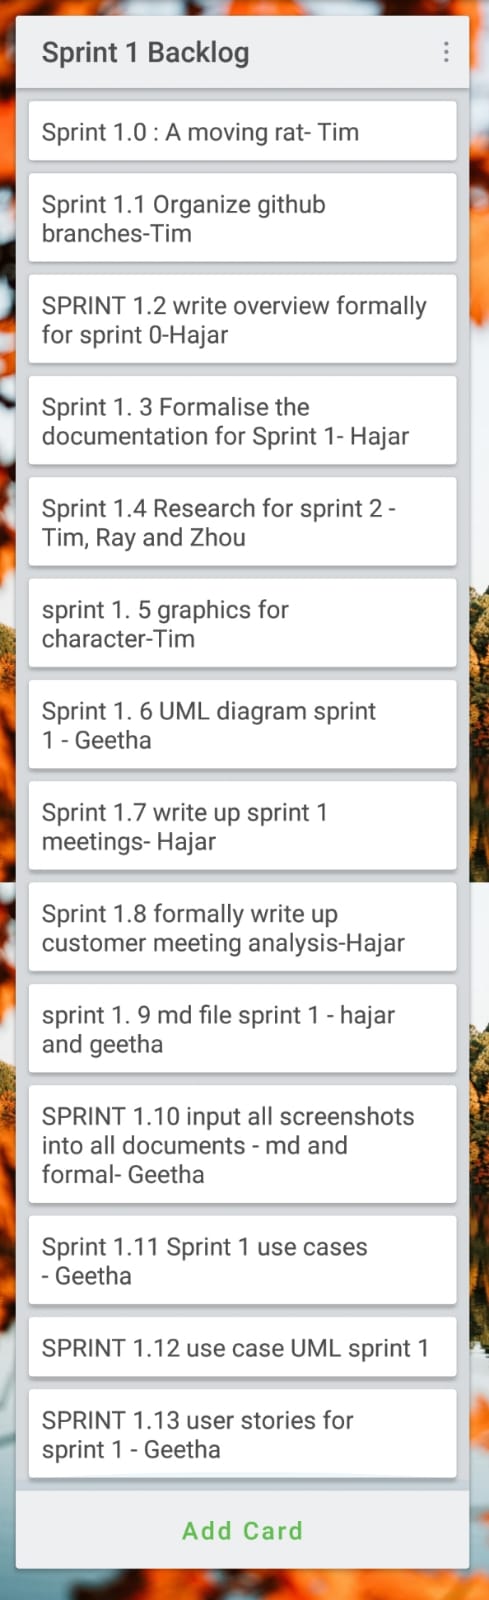 Sprint 1 Backlog
Sprint 1.0 : A moving rat- Tim
Sprint 1.1 Organize github
branches-Tim
SPRINT 1.2 write overview formally
for sprint 0-Hajar
Sprint 1. 3 Formalise the
documentation for Sprint 1- Hajar
Sprint 1.4 Research for sprint 2 -
Tim, Ray and Zhou
sprint 1. 5 graphics for
character-Tim
Sprint 1. 6 UML diagram sprint
1 - Geetha
Sprint 1.7 write up sprint 1
meetings- Hajar
Sprint 1.8 formally write up
customer meeting analysis-Hajar
sprint 1. 9 md file sprint 1 - hajar
and geetha
SPRINT 1.10 input all screenshots
into all documents - md and
formal- Geetha
Sprint 1.11 Sprint 1 use cases
- Geetha
SPRINT 1.12 use case UML sprint 1
SPRINT 1.13 user stories for
sprint 1 - Geetha
Add Card